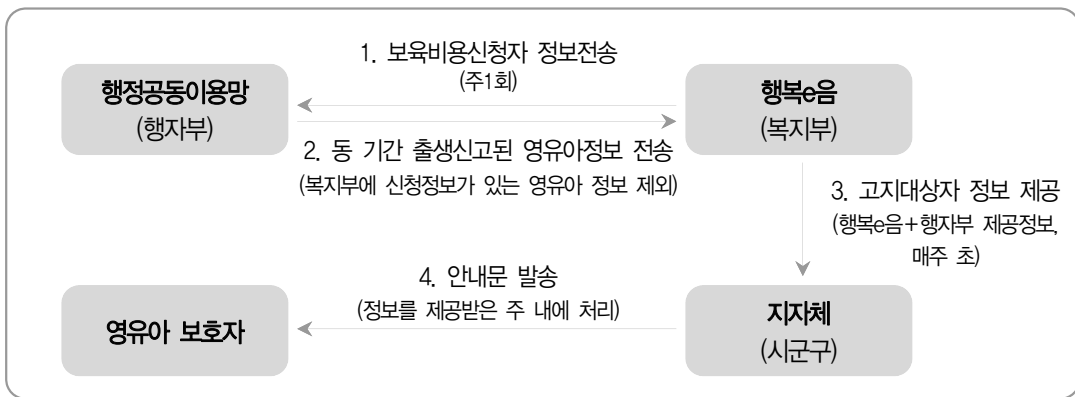 1. 보육비용신청자 정보전송
(주1회)
행정공동이용망
(행자부)
행복e음
(복지부)
2. 동 기간 출생신고된 영유아정보 전송
(복지부에 신청정보가 있는 영유아 정보 제외)
3. 고지대상자 정보 제공
(행복e음+행자부 제공정보,
매주 초)
4. 안내문 발송
(정보를 제공받은 주 내에 처리)
영유아 보호자
지자체
(시군구)